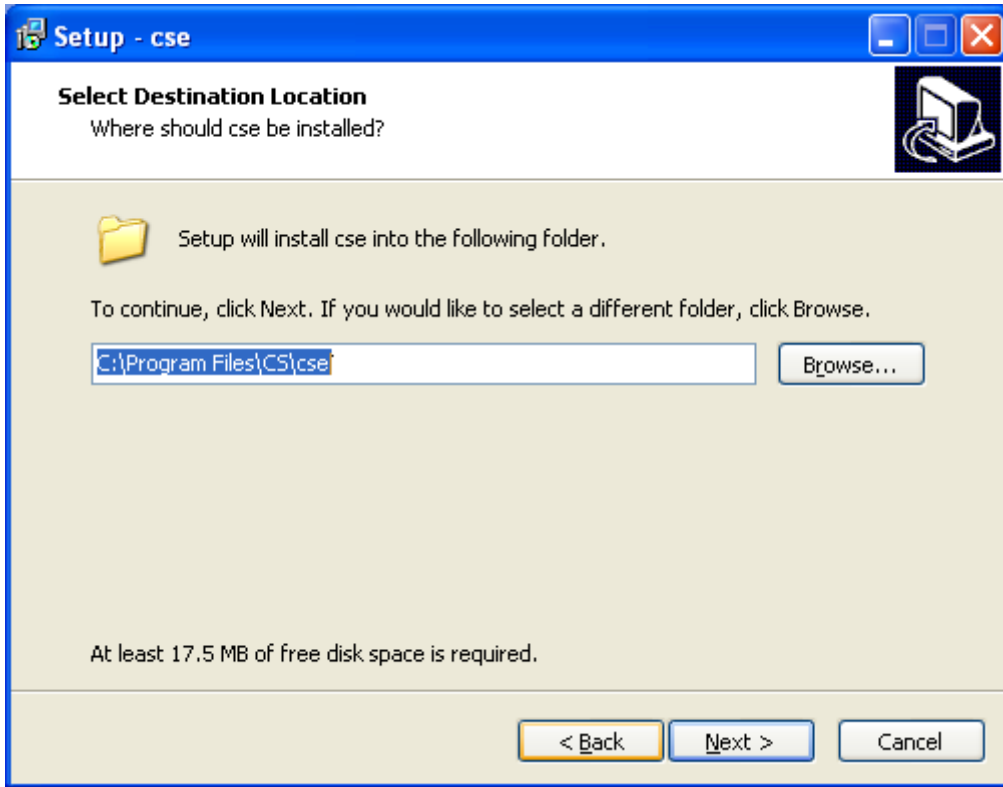 Setup - cse
Select Destination Location
Where should cse be installed?
Setup will install cse into the following folder.
To continue, click Next. If you would like to select a different folder, click Browse.
C:\Program Files\CS\cse
Browse...
At least 17.5 MB of free disk space is required.
< Back
Next >
Cancel